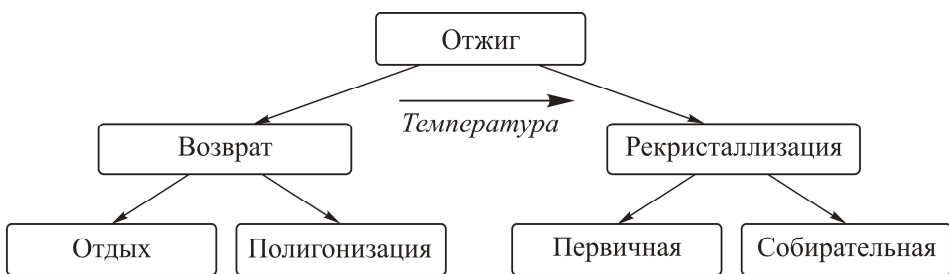 Отжиг
Температура
Возврат
Рекристаллизация
Отдых
Полигонизация
Первичная
Собирательная